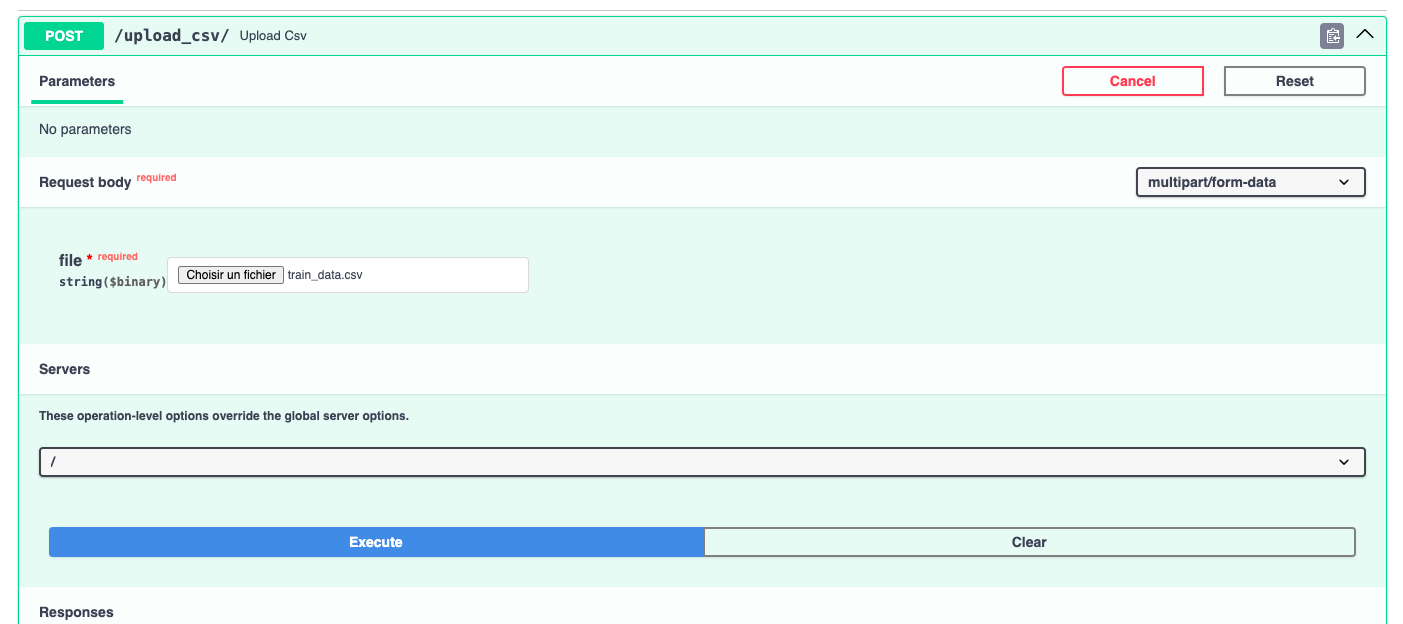 POST /upload_csv/ Upload Csv
Parameters Cancel Reset
No parameters
Request body required multipart/form-data
file * required
string($binary) Choisir un fichier train_data.csv
Servers
These operation-level options override the global server options.
/
Execute Clear
Responses